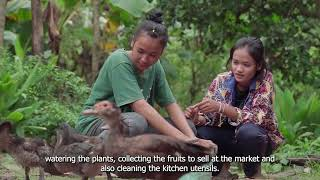 watering the plants, collecting the fruits to sell at the market and
also cleaning the kitchen utensils.